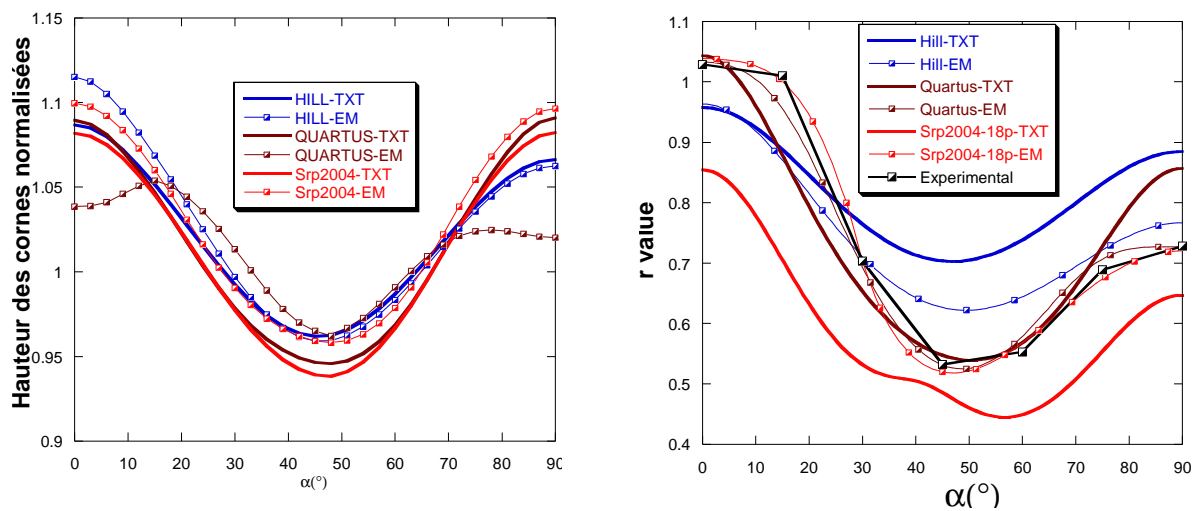 Hauteur des cornes normalisées
1.15
1.1
1.05
1
0.95
0.9
0 10 20 30 40 50 60 70 80 90
α(°)
HILL-TXT
HILL-EM
QUARTUS-TXT
QUARTUS-EM
Srp2004-TXT
Srp2004-EM
r value
1.1
1
0.9
0.8
0.7
0.6
0.5
0.4
0 10 20 30 40 50 60 70 80 90
α(°)
Hill-TXT
Hill-EM
Quartus-TXT
Quartus-EM
Srp2004-18p-TXT
Srp2004-18p-EM
Experimental